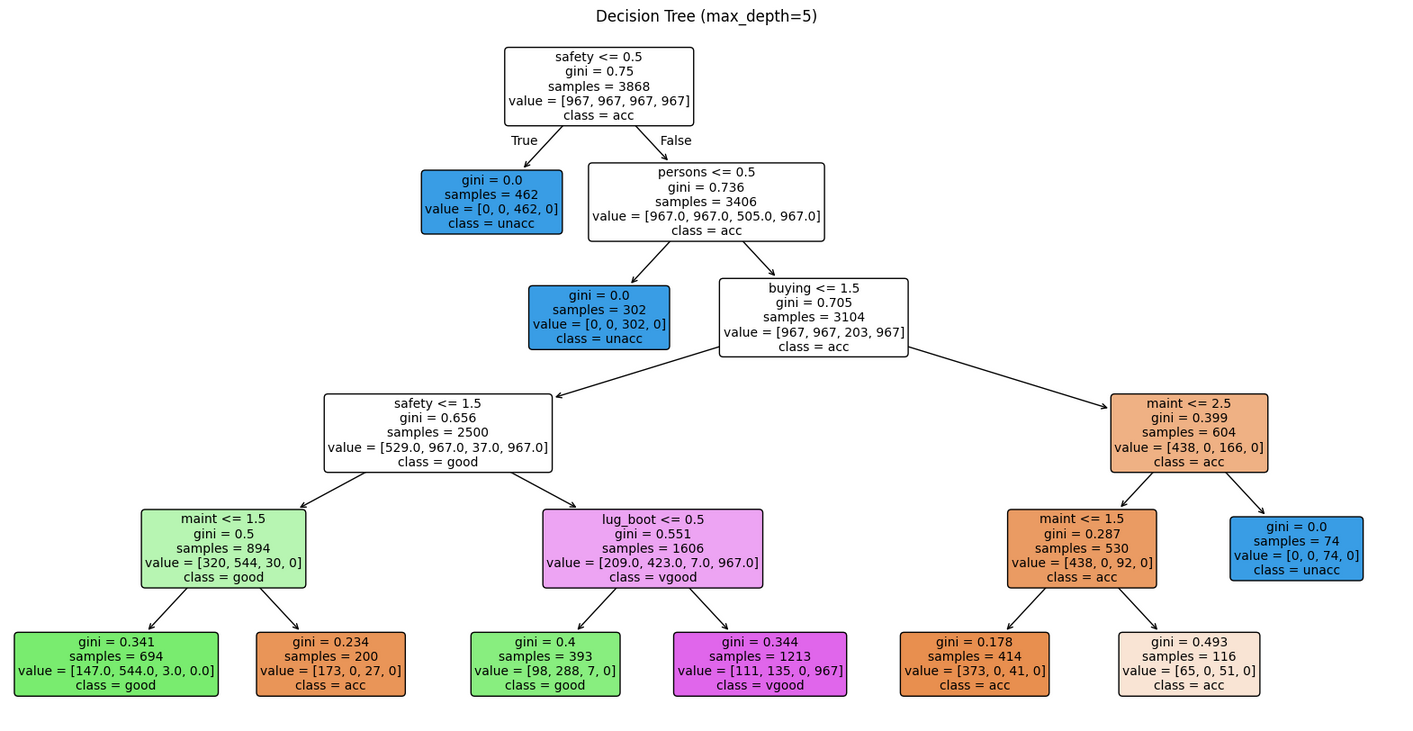 Decision Tree (max_depth=5)
safety <= 0.5
gini = 0.75
samples = 3868
value = [967, 967, 967, 967]
class = acc
True
False
gini = 0.0
samples = 462
value = [0, 0, 462, 0]
class = unacc
persons <= 0.5
gini = 0.736
samples = 3406
value = [967.0, 967.0, 505.0, 967.0]
class = acc
gini = 0.0
samples = 302
value = [0, 0, 302, 0]
class = unacc
buying <= 1.5
gini = 0.705
samples = 3104
value = [967, 967, 203, 967]
class = acc
safety <= 1.5
gini = 0.656
samples = 2500
value = [529.0, 967.0, 37.0, 967.0]
class = good
maint <= 2.5
gini = 0.399
samples = 604
value = [438, 0, 166, 0]
class = acc
maint <= 1.5
gini = 0.5
samples = 894
value = [320, 544, 30, 0]
class = good
lug_boot <= 0.5
gini = 0.551
samples = 1606
value = [209.0, 423.0, 7.0, 967.0]
class = vgood
maint <= 1.5
gini = 0.287
samples = 530
value = [438, 0, 92, 0]
class = acc
gini = 0.0
samples = 74
value = [0, 0, 74, 0]
class = unacc
gini = 0.341
samples = 694
value = [147.0, 544.0, 3.0, 0.0]
class = good
gini = 0.234
samples = 200
value = [173, 0, 27, 0]
class = acc
gini = 0.4
samples = 393
value = [98, 288, 7, 0]
class = good
gini = 0.344
samples = 1213
value = [111, 135, 0, 967]
class = vgood
gini = 0.178
samples = 414
value = [373, 0, 41, 0]
class = acc
gini = 0.493
samples = 116
value = [65, 0, 51, 0]
class = acc